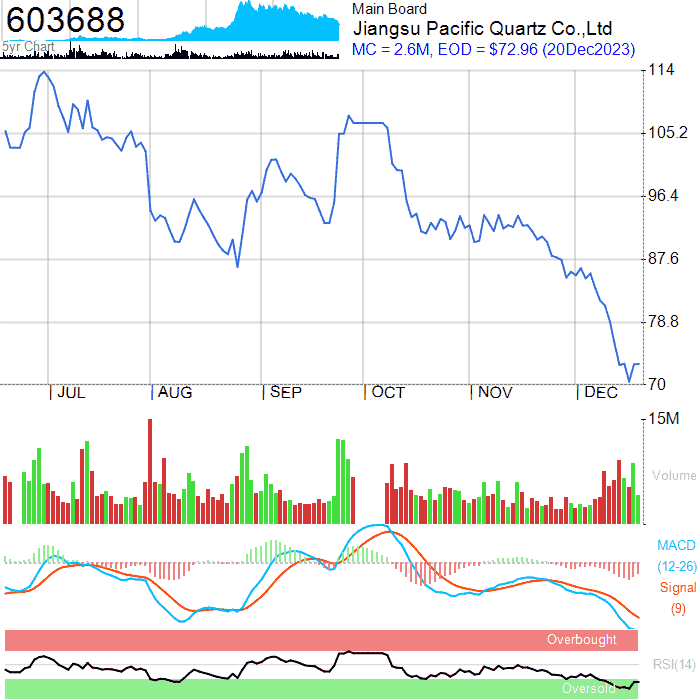 603688
5yr Chart
Main Board
Jiangsu Pacific Quartz Co.,Ltd
MC = 2.6M, EOD = $72.96 (20Dec2023)
114
105.2
96.4
87.6
78.8
70
| JUL | AUG | SEP | OCT | NOV | DEC
15M
Volume
MACD
(12-26)
Signal
(9)
Overbought
RSI(14)
Oversold